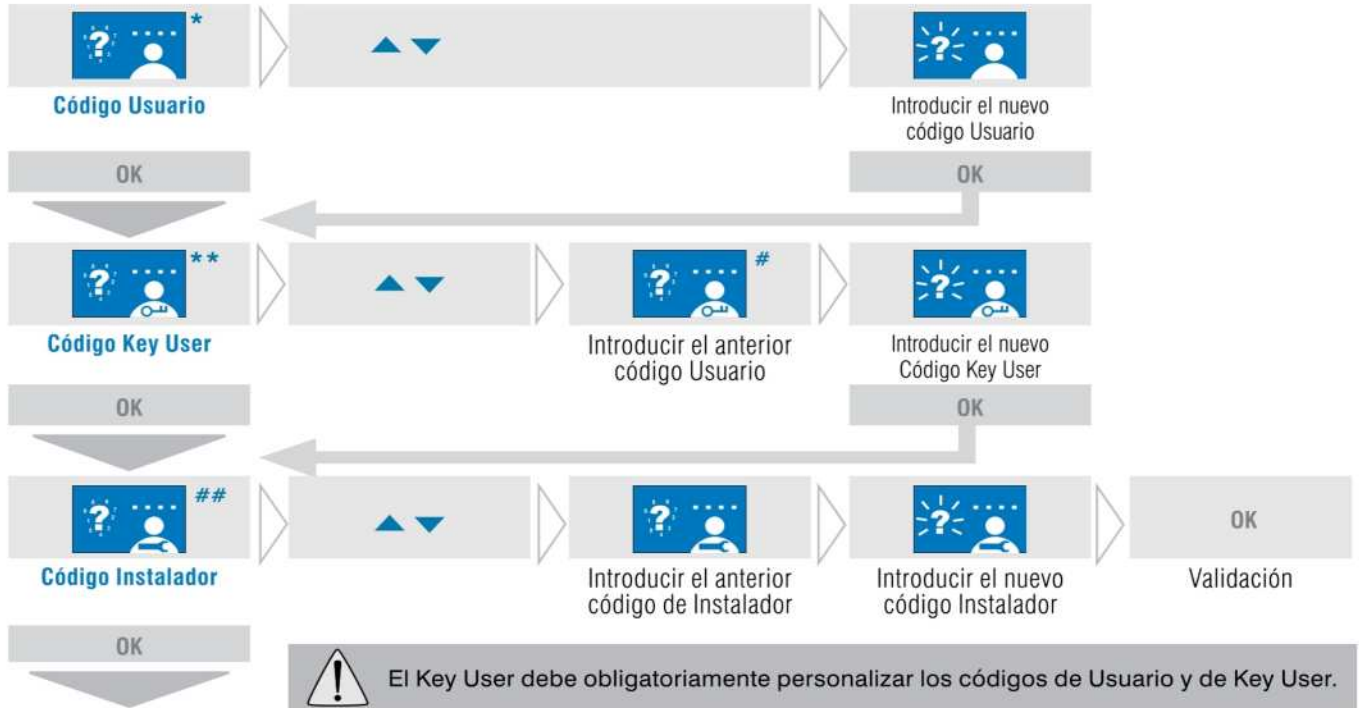 *
Código Usuario
Introducir el nuevo
código Usuario
OK
OK
**
Código Key User
#
Introducir el anterior
código Usuario
Introducir el nuevo
Código Key User
OK
OK
##
Código Instalador
Introducir el anterior
código de Instalador
Introducir el nuevo
código Instalador
OK
Validación
OK
El Key User debe obligatoriamente personalizar los códigos de Usuario y de Key User.